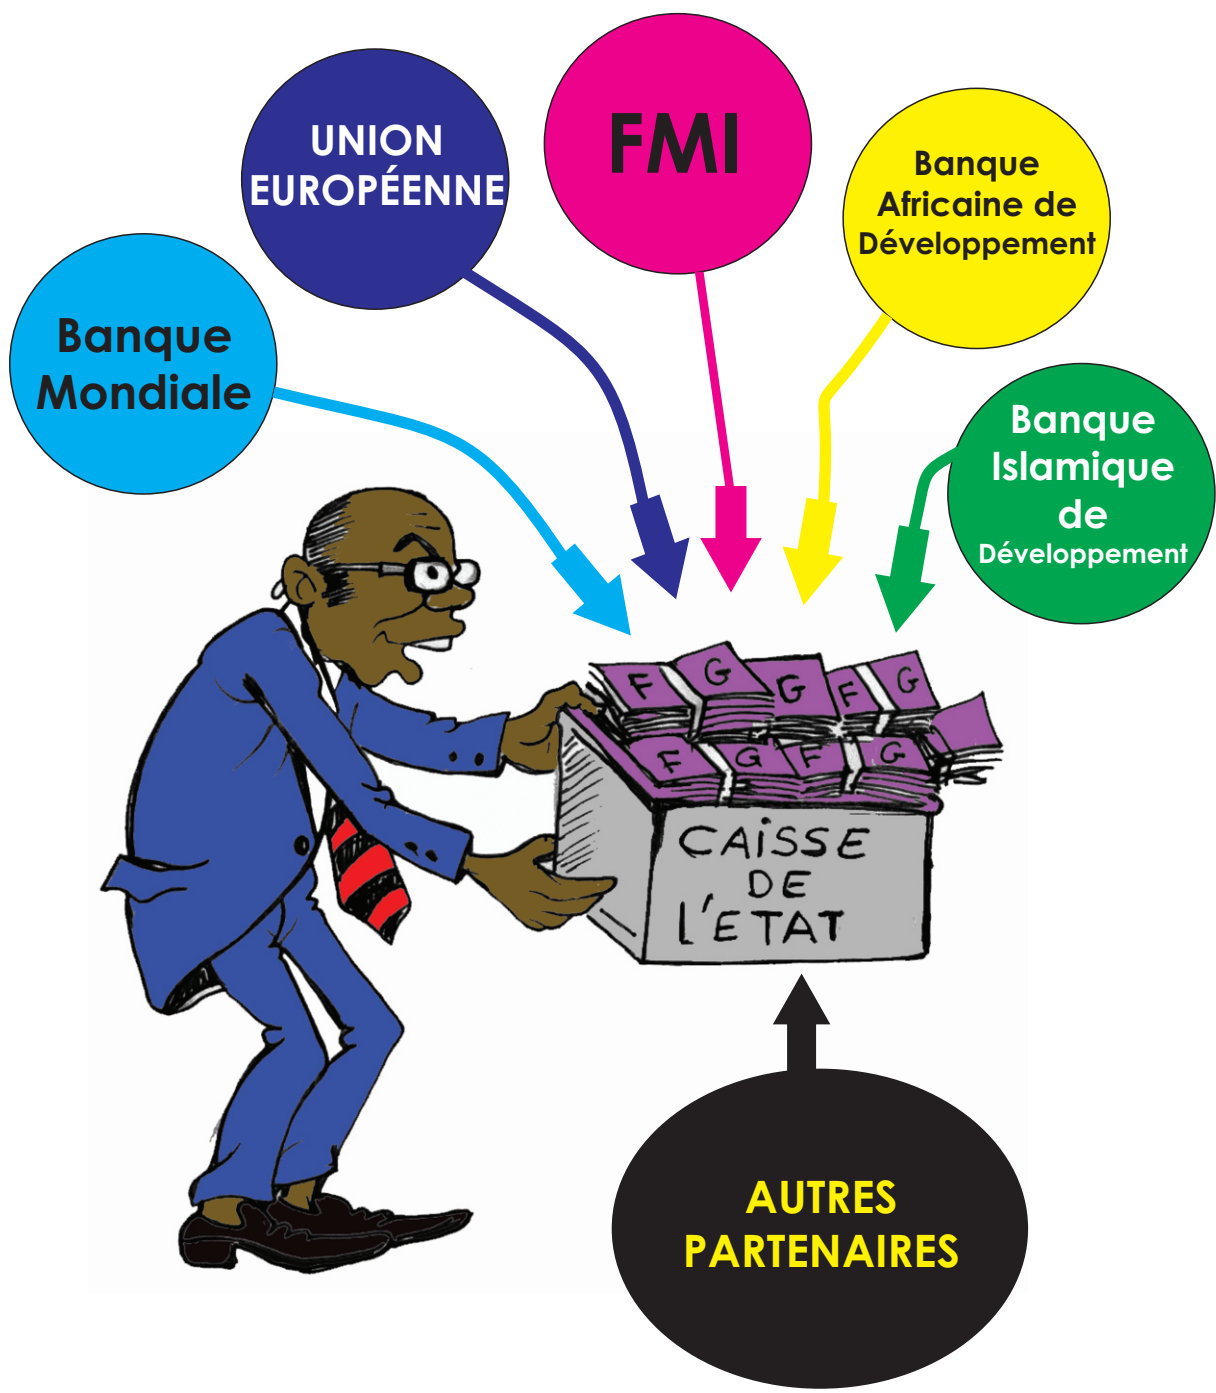 UNION
EUROPÉENNE
FMI
Banque
Africaine de
Développement
Banque
Mondiale
Banque
Islamique
de
Développement
F G G F G
F G F G
CAISSE
DE
L'ETAT
AUTRES
PARTENAIRES